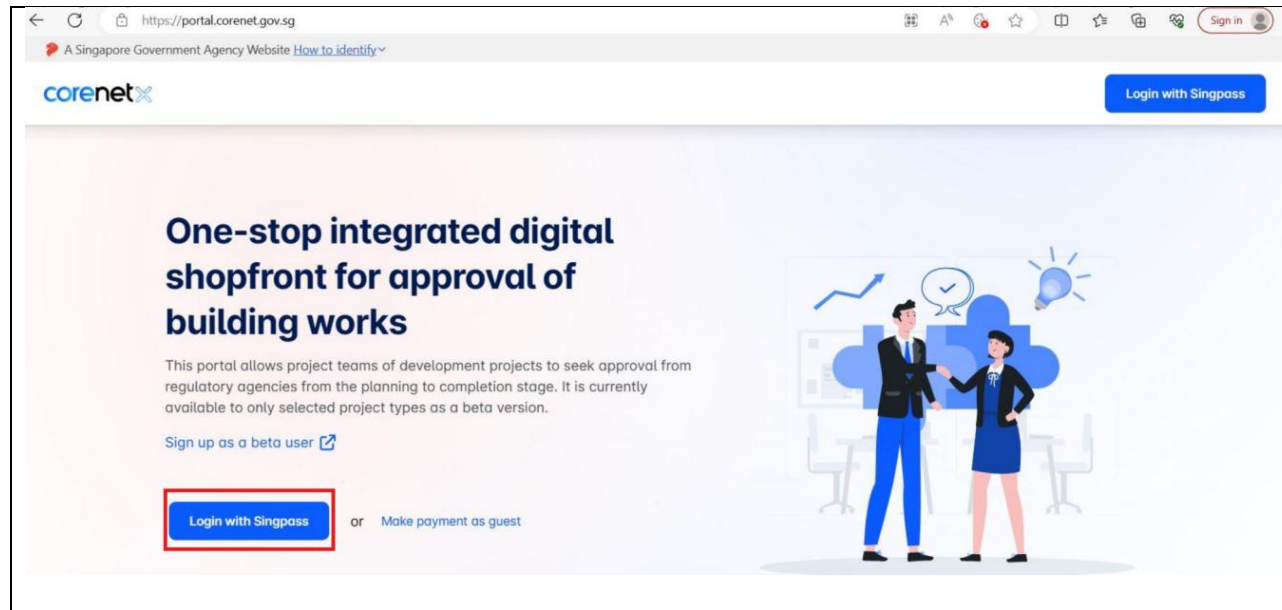 https://portal.corenet.gov.sg
Sign in
A Singapore Government Agency Website How to identify
corenetx
Login with Singpass
One-stop integrated digital
shopfront for approval of
building works
This portal allows project teams of development projects to seek approval from
regulatory agencies from the planning to completion stage. It is currently
available to only selected project types as a beta version.
Sign up as a beta user
Login with Singpass or Make payment as guest